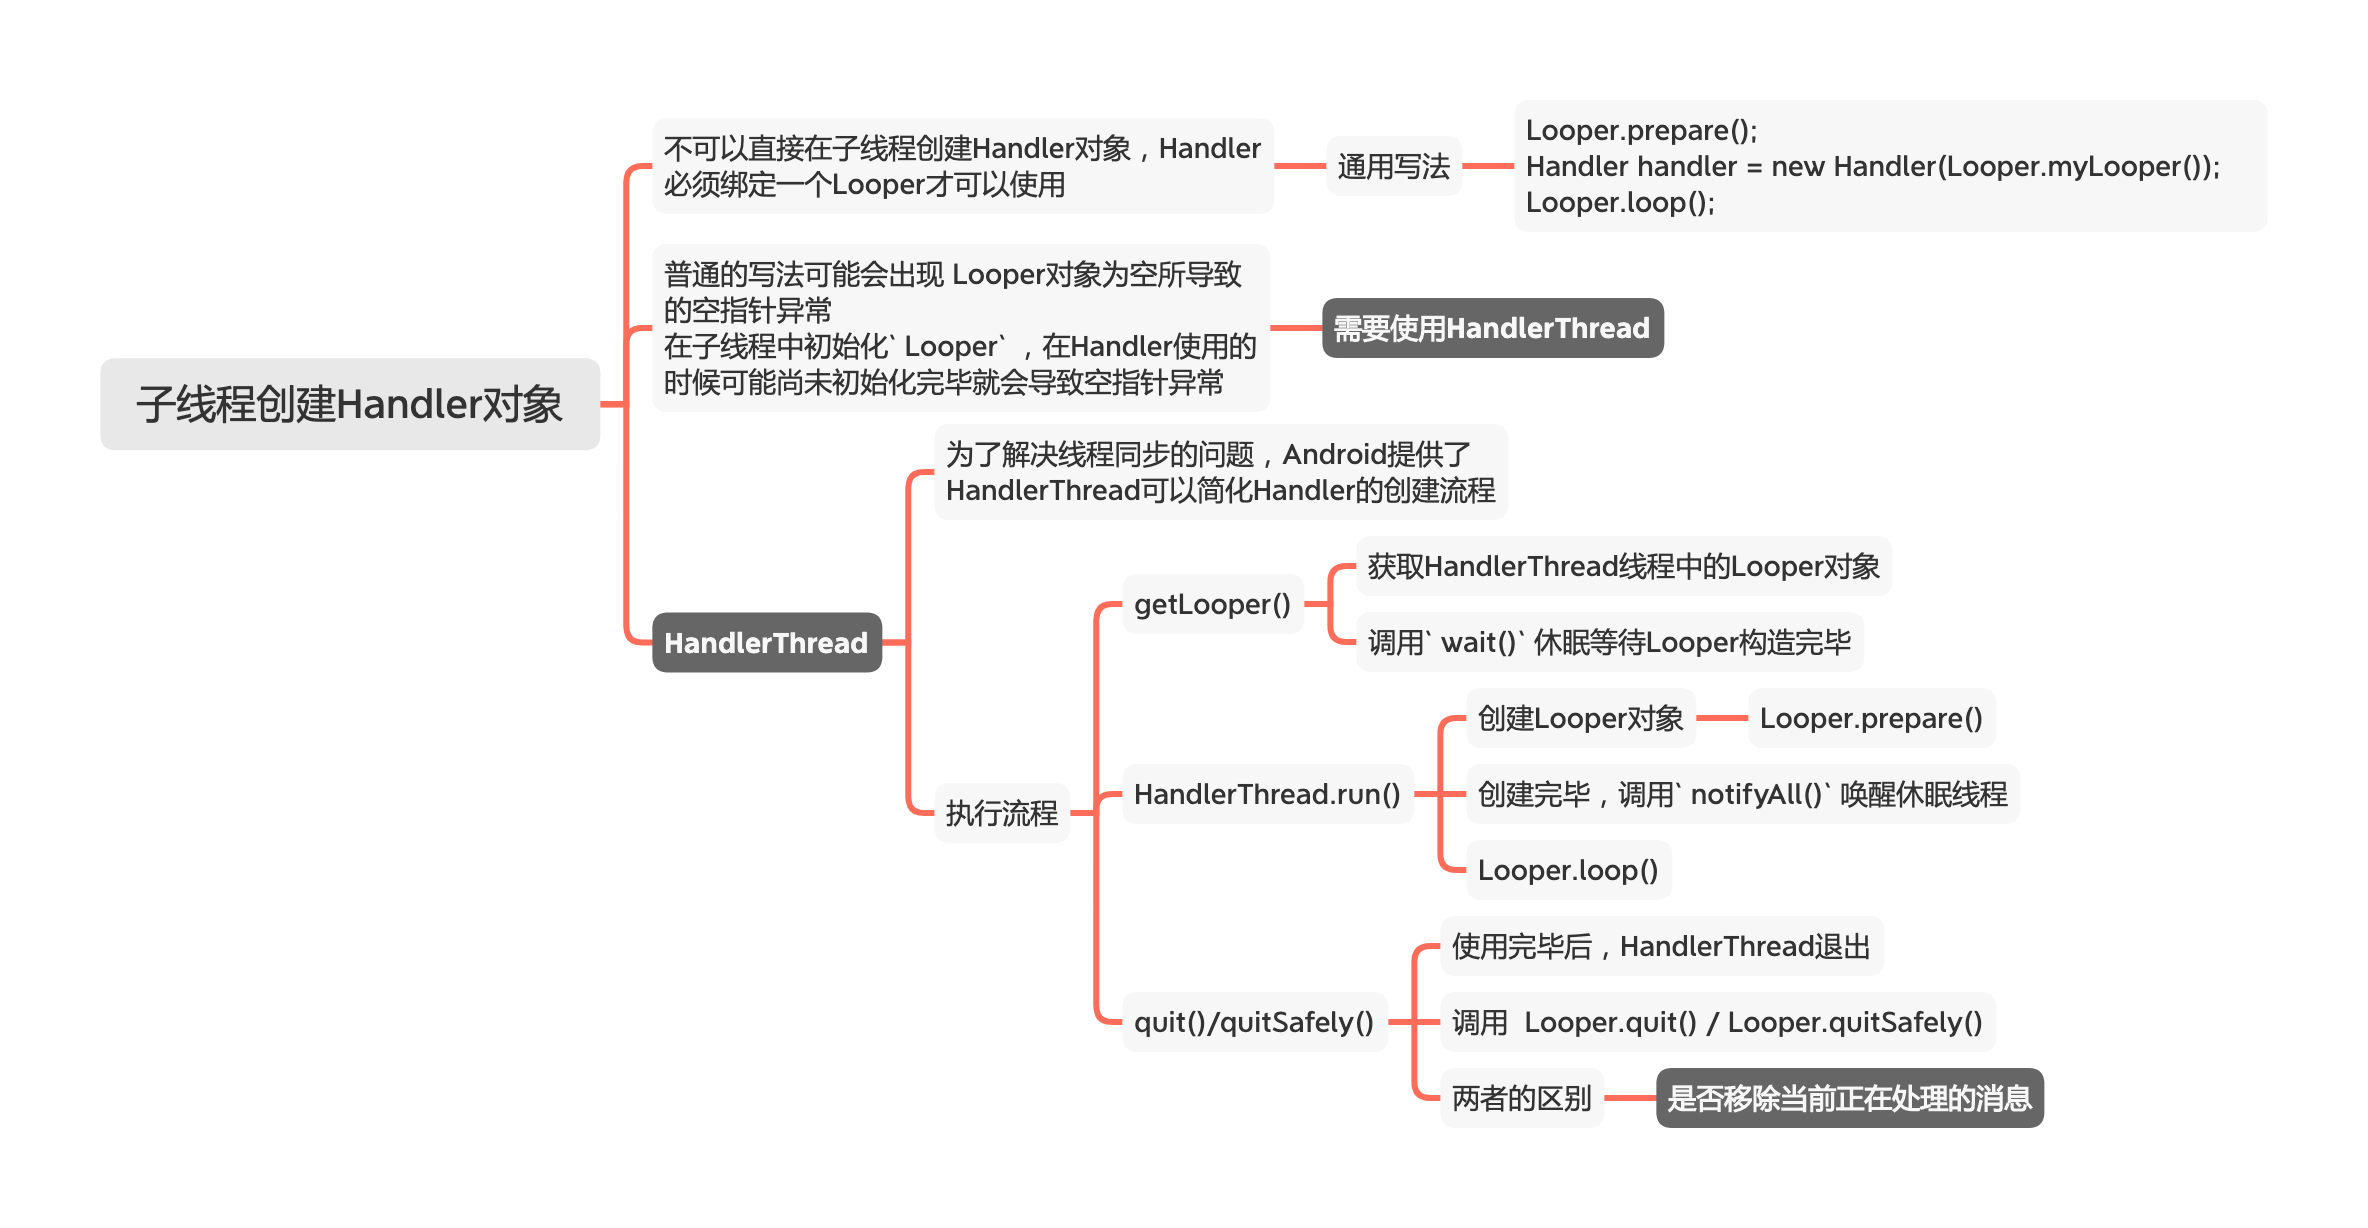 子线程创建Handler对象
不可以直接在子线程创建Handler对象，Handler
必须绑定一个Looper才可以使用
通用写法
Looper.prepare();
Handler handler = new Handler(Looper.myLooper());
Looper.loop();
普通的写法可能会出现 Looper对象为空所导致
的空指针异常
在子线程中初始化`Looper`，在Handler使用的
时候可能尚未初始化完毕就会导致空指针异常
需要使用HandlerThread
HandlerThread
为了解决线程同步的问题，Android提供了
HandlerThread可以简化Handler的创建流程
执行流程
getLooper()
获取HandlerThread线程中的Looper对象
调用`wait()`休眠等待Looper构造完毕
HandlerThread.run()
创建Looper对象
Looper.prepare()
创建完毕，调用`notifyAll()`唤醒休眠线程
Looper.loop()
quit()/quitSafely()
使用完毕后，HandlerThread退出
调用  Looper.quit() / Looper.quitSafely()
两者的区别
是否移除当前正在处理的消息